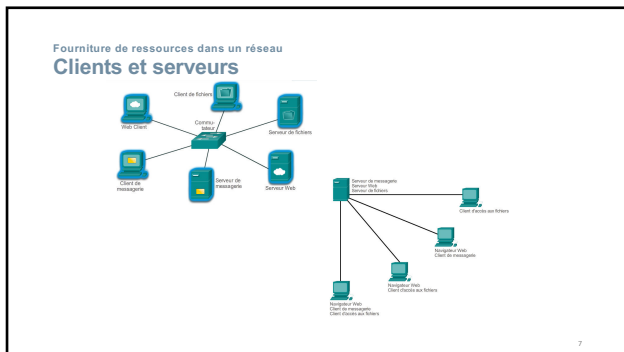 Fourniture de ressources dans un réseau
Clients et serveurs
Client de fichiers
Web Client
Commu-
tateur
Serveur de fichiers
Client de
messagerie
Serveur de
messagerie
Serveur Web
Serveur de messagerie
Serveur Web
Serveur de fichiers
Client d'accès aux fichiers
Navigateur Web
Client de messagerie
Navigateur Web
Client d'accès aux fichiers
Navigateur Web
Client de messagerie
Client d'accès aux fichiers
7